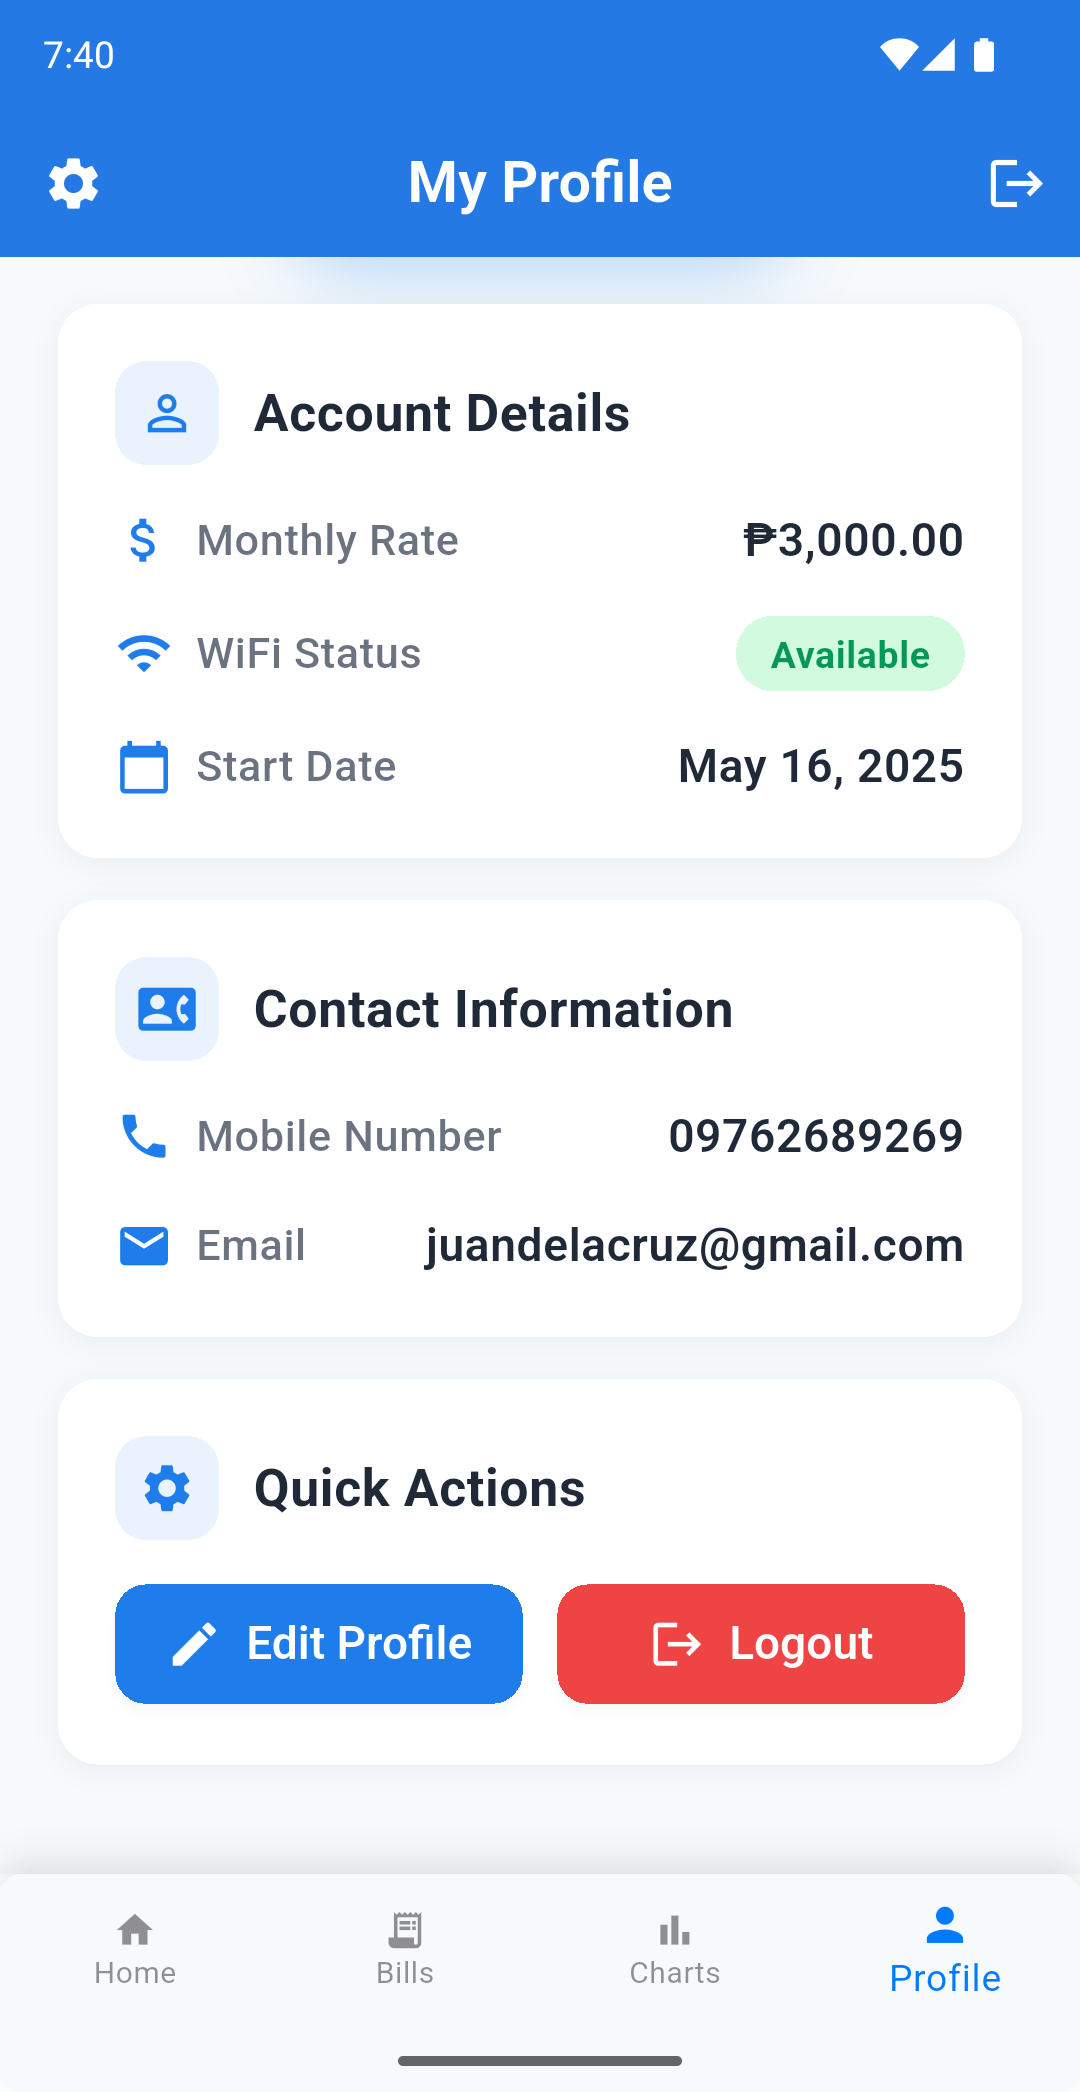 7:40
My Profile
Account Details
Monthly Rate ₱3,000.00
WiFi Status Available
Start Date May 16, 2025
Contact Information
Mobile Number 09762689269
Email juandelacruz@gmail.com
Quick Actions
Edit Profile Logout
Home Bills Charts Profile